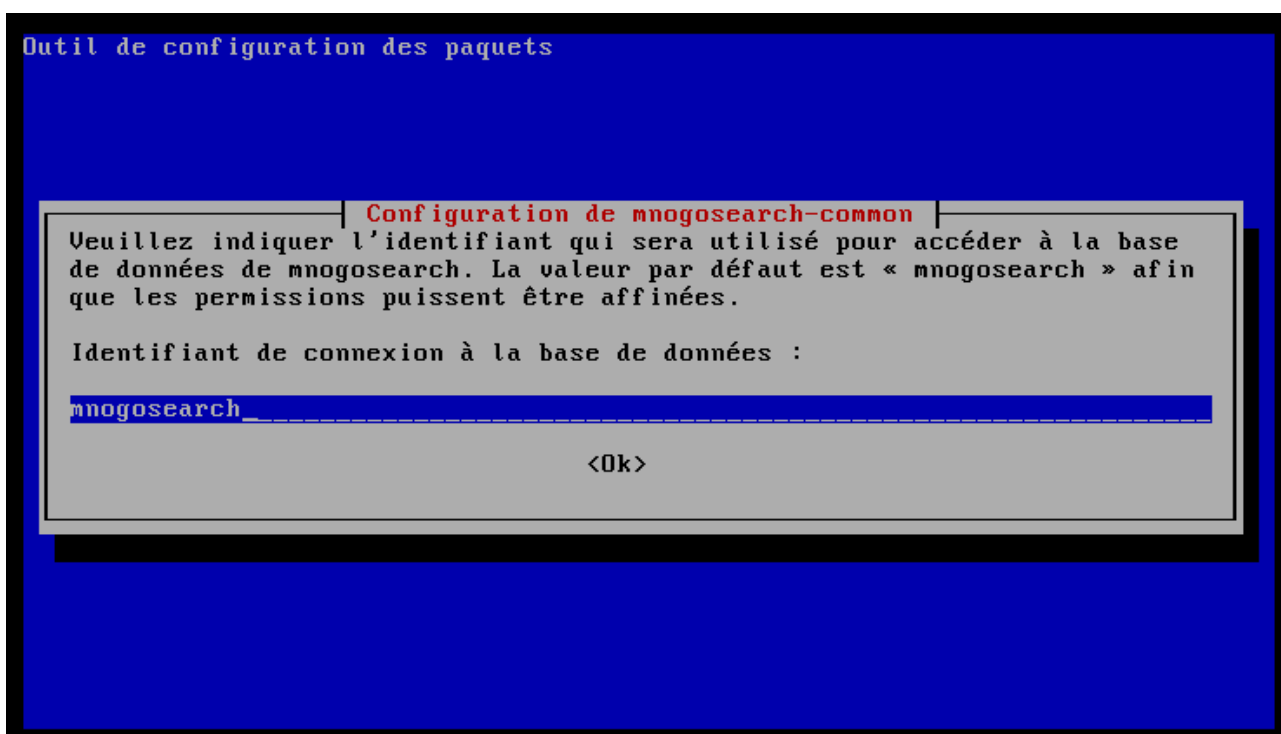 Outil de configuration des paquets
Configuration de mnogosearch-common
Veuillez indiquer l'identifiant qui sera utilisé pour accéder à la base
de données de mnogosearch. La valeur par défaut est « mnogosearch » afin
que les permissions puissent être affinées.
Identifiant de connexion à la base de données :
mnogosearch
<Ok>